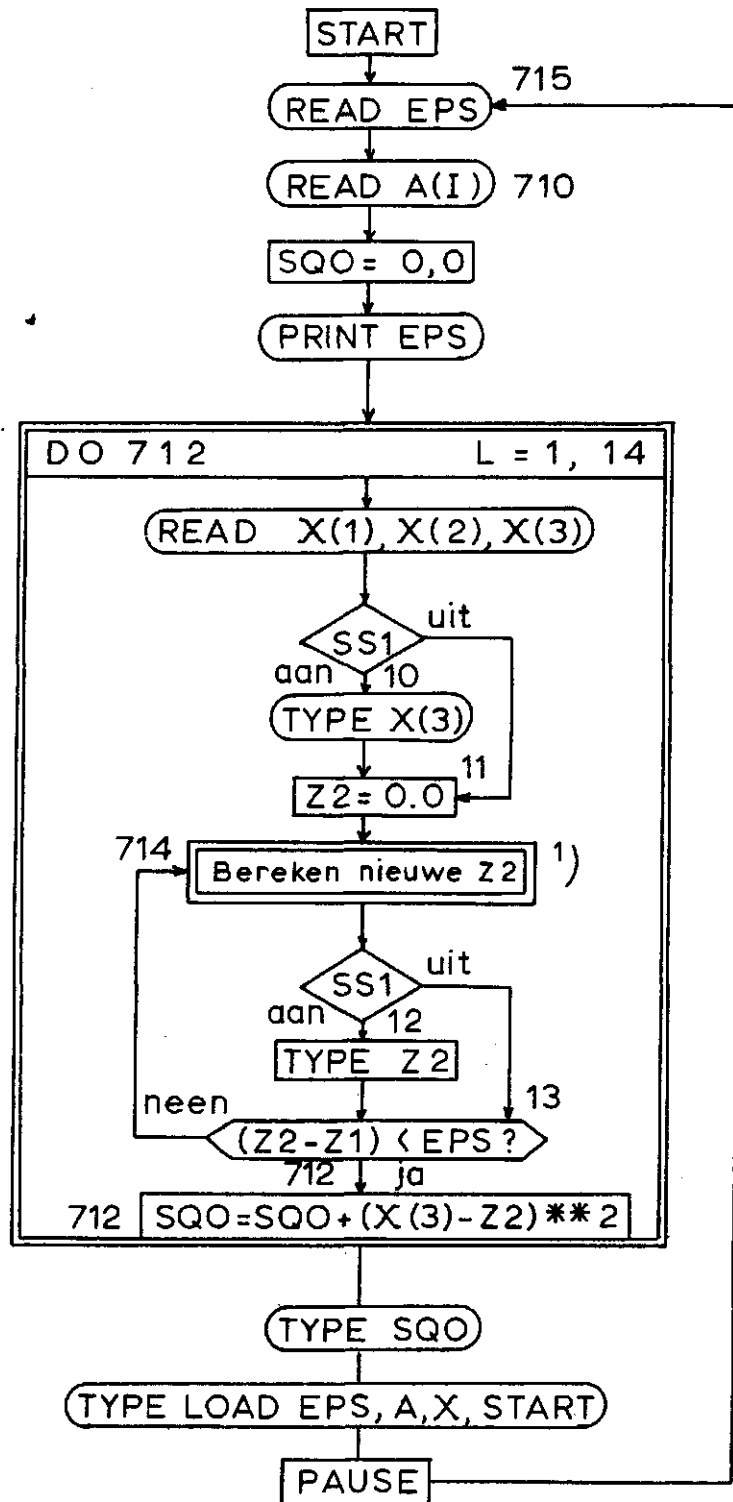 START
715
READ EPS
READ A(I) 710
SQO = 0,0
PRINT EPS
DO 712 L = 1, 14
READ X(1), X(2), X(3)
SS1 uit
aan 10
TYPE X(3)
11
Z2 = 0.0
714
Bereken nieuwe Z2 1)
SS1 uit
aan 12
TYPE Z2
neen 13
(Z2-Z1) < EPS ?
712 ja
712 SQO=SQO+(X(3)-Z2)**2
TYPE SQO
TYPE LOAD EPS, A,X, START
PAUSE